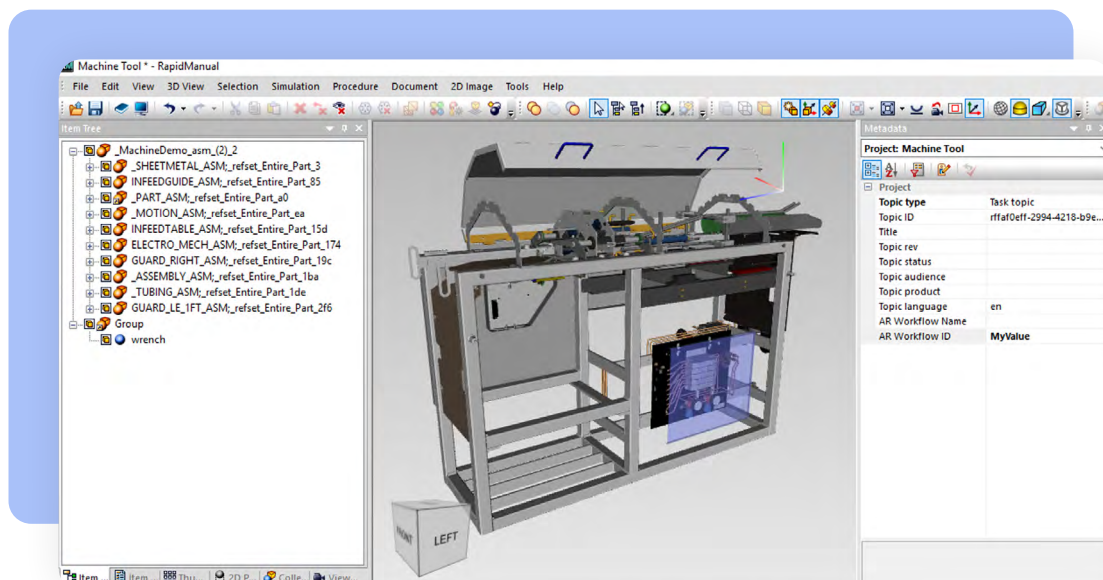 Machine Tool * - RapidManual
File Edit View 3D View Selection Simulation Procedure Document 2D Image Tools Help
Item Tree
_MachineDemo_asm_(2)_2
_SHEETMETAL_ASM;_refset_Entire_Part_3
INFEEDGUIDE_ASM;_refset_Entire_Part_85
_PART_ASM;_refset_Entire_Part_a0
_MOTION_ASM;_refset_Entire_Part_ea
INFEEDTABLE_ASM;_refset_Entire_Part_15d
ELECTRO_MECH_ASM;_refset_Entire_Part_174
GUARD_RIGHT_ASM;_refset_Entire_Part_19c
_ASSEMBLY_ASM;_refset_Entire_Part_1ba
_TUBING_ASM;_refset_Entire_Part_1de
GUARD_LE_1FT_ASM;_refset_Entire_Part_2f6
Group
wrench
Item ... Item ... Thu... 2D P... Colle... View...
FRONT LEFT
Metadata
Project: Machine Tool
Project
Topic type Task topic
Topic ID rffaf0eff-2994-4218-b9e...
Title
Topic rev
Topic status
Topic audience
Topic product
Topic language en
AR Workflow Name
AR Workflow ID MyValue